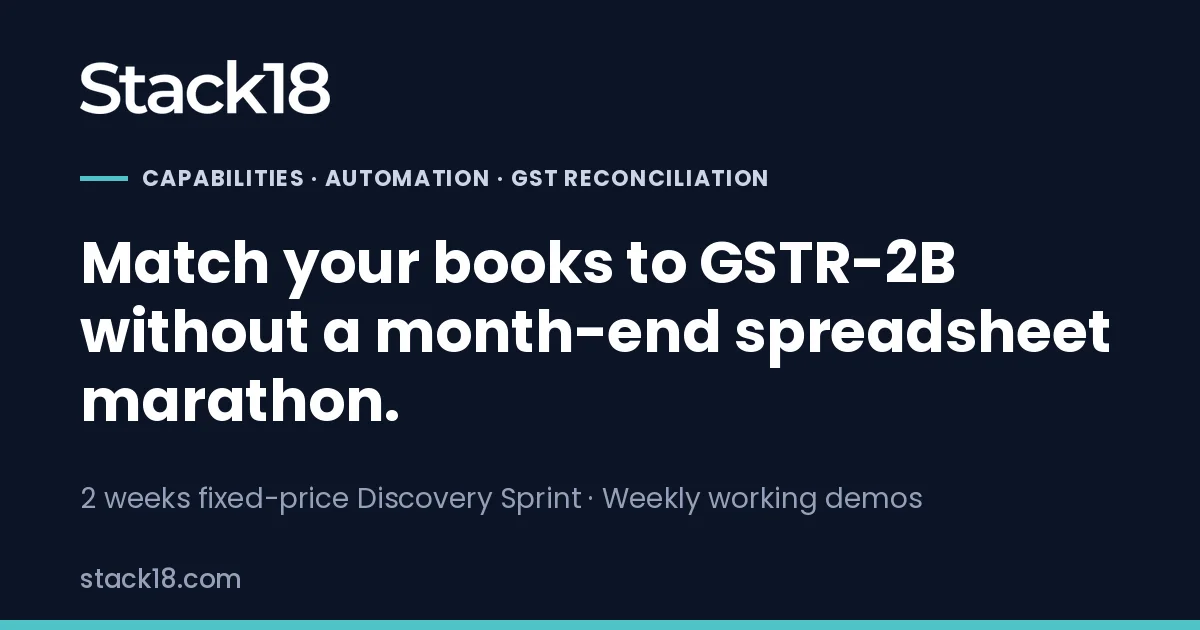 Stack18
CAPABILITIES · AUTOMATION · GST RECONCILIATION
Match your books to GSTR-2B
without a month-end spreadsheet
marathon.
2 weeks fixed-price Discovery Sprint · Weekly working demos
stack18.com